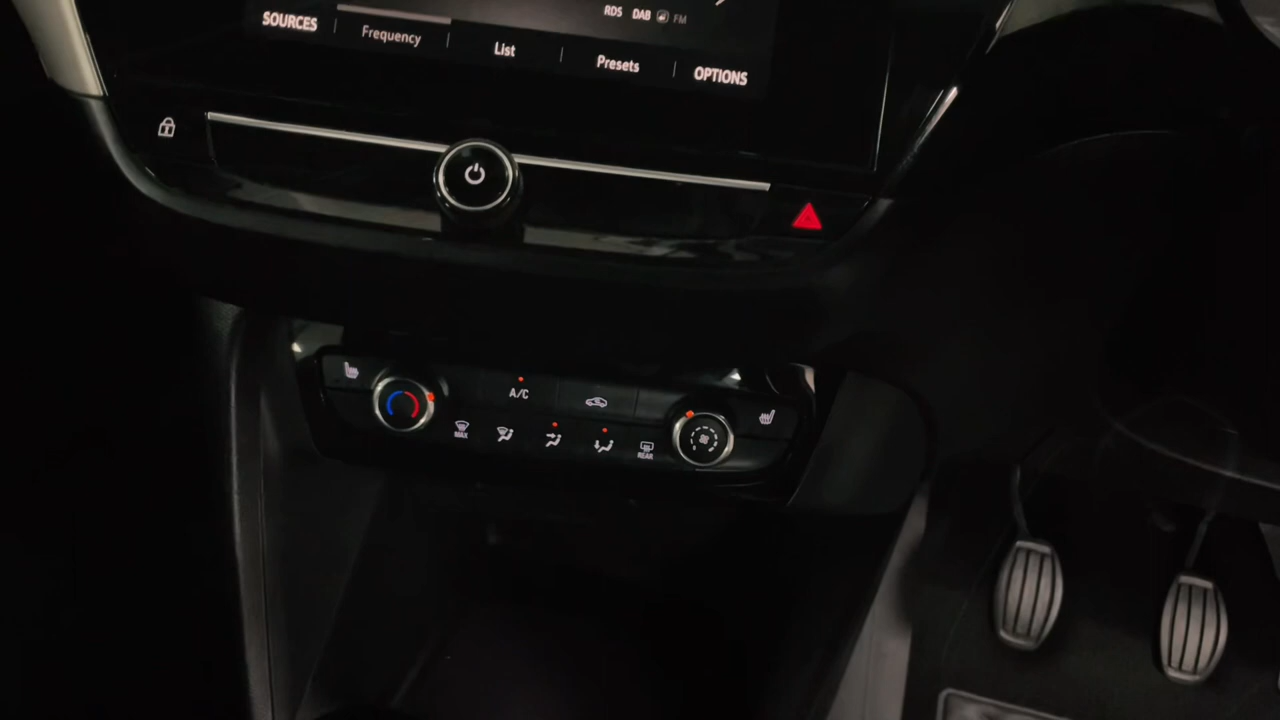 RDS DAB FM
SOURCES Frequency List Presets OPTIONS
A/C
MAX
REAR